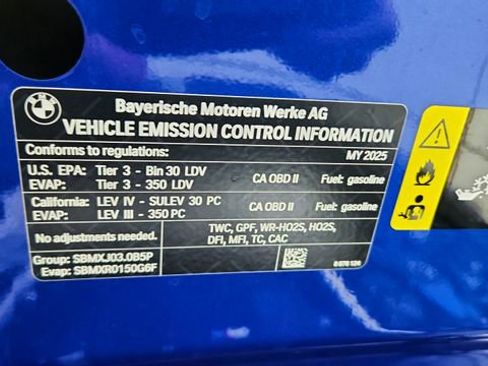 BMW
Bayerische Motoren Werke AG
VEHICLE EMISSION CONTROL INFORMATION
Conforms to regulations: MY 2025
U.S. EPA: Tier 3 - Bin 30 LDV CA OBD II Fuel: gasoline
EVAP: Tier 3 - 350 LDV
California: LEV IV - SULEV 30 PC CA OBD II Fuel: gasoline
EVAP: LEV III - 350 PC
No adjustments needed. TWC, GPF, WR-HO2S, HO2S,
DFI, MFI, TC, CAC
Group: SBMXJ03.0B5P
Evap: SBMXR0150G6F